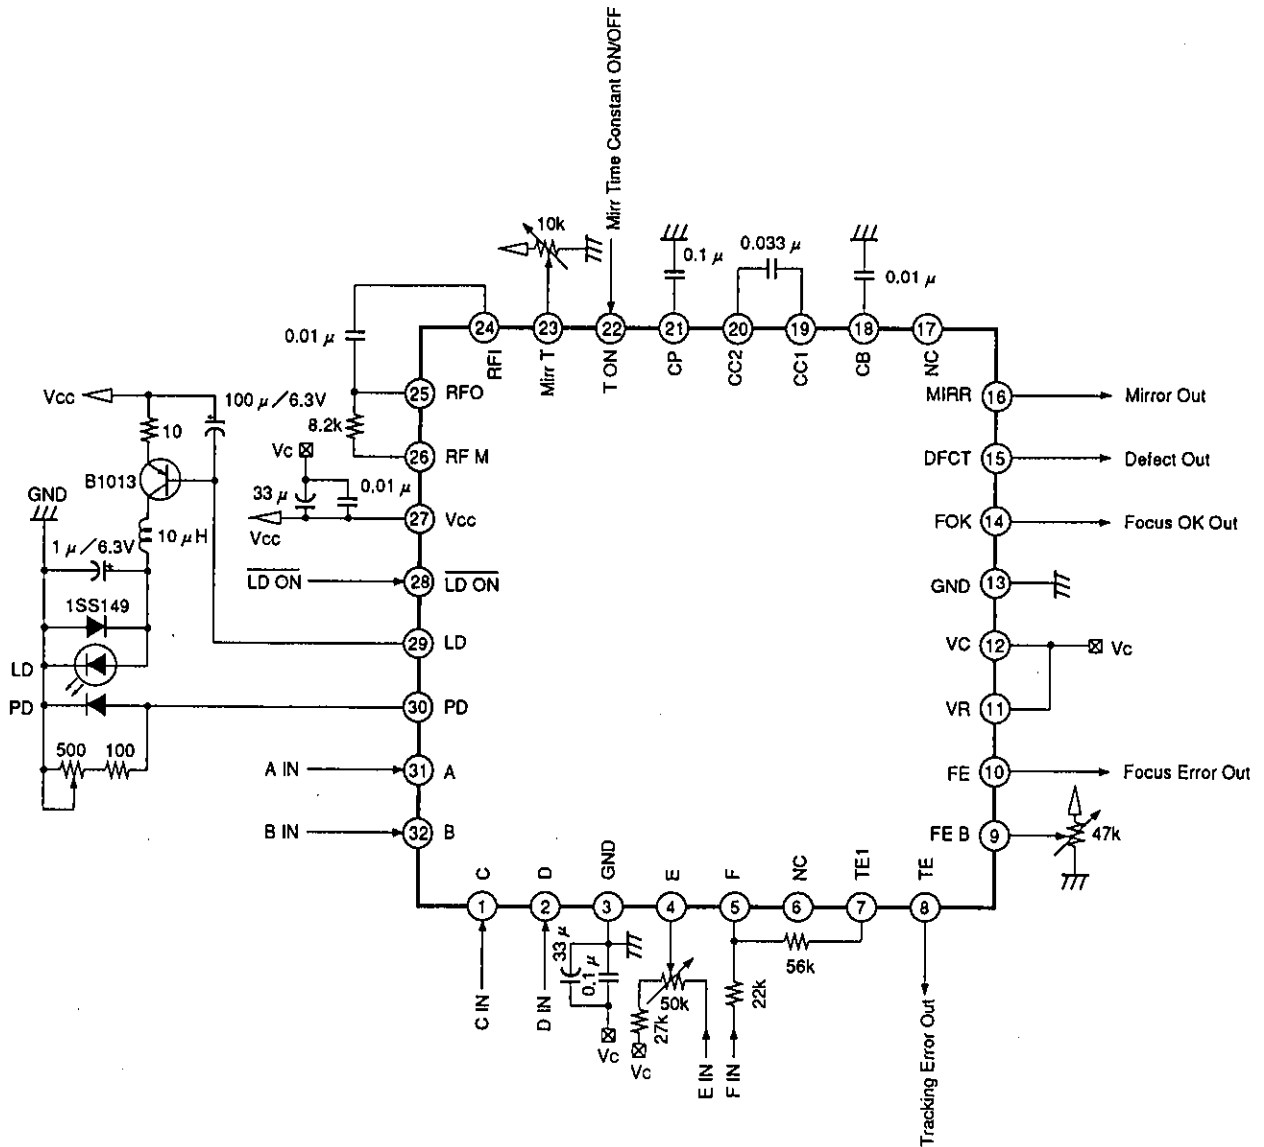 Mirr Time Constant ON/OFF
10k
0.1 μ
0.033 μ
0.01 μ
0.01 μ
24
23
22
21
20
19
18
17
RFI
Mirr T
T ON
CP
CC2
CC1
CB
NC
Vcc
100 μ/6.3V
10
B1013
GND
10 μH
1 μ/6.3V
1SS149
LD
PD
500
100
8.2k
Vc
33 μ
0.01 μ
Vcc
LD ON
A IN
B IN
25
RFO
26
RF M
27
Vcc
28
LD ON
29
LD
30
PD
31
A
32
B
MIRR
16
Mirror Out
DFCT
15
Defect Out
FOK
14
Focus OK Out
GND
13
VC
12
Vc
VR
11
FE
10
Focus Error Out
FE B
9
47k
C
D
GND
E
F
NC
TE1
TE
1
2
3
4
5
6
7
8
C IN
D IN
33 μ
0.1 μ
Vc
27k
50k
Vc
E IN
F IN
22k
56k
Tracking Error Out